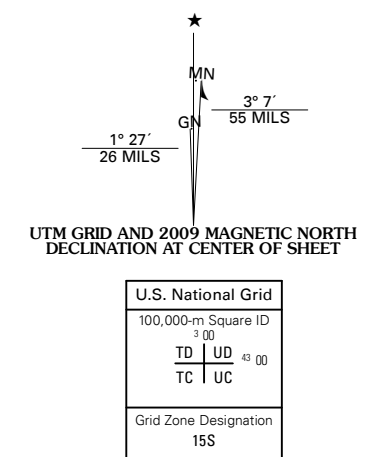 ★
MN
3° 7´
55 MILS
GN
1° 27´
26 MILS
UTM GRID AND 2009 MAGNETIC NORTH
DECLINATION AT CENTER OF SHEET
U.S. National Grid
100,000-m Square ID
3 00
TD UD 43 00
TC UC
Grid Zone Designation
15S